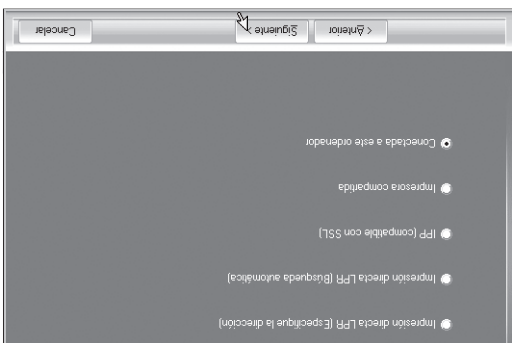 Impresión directa LPR (Especifique la dirección)
Impresión directa LPR (Búsqueda automática)
IPP (compatible con SSL)
Impresora compartida
Conectada a este ordenador
< Anterior
Siguiente >
Cancelar